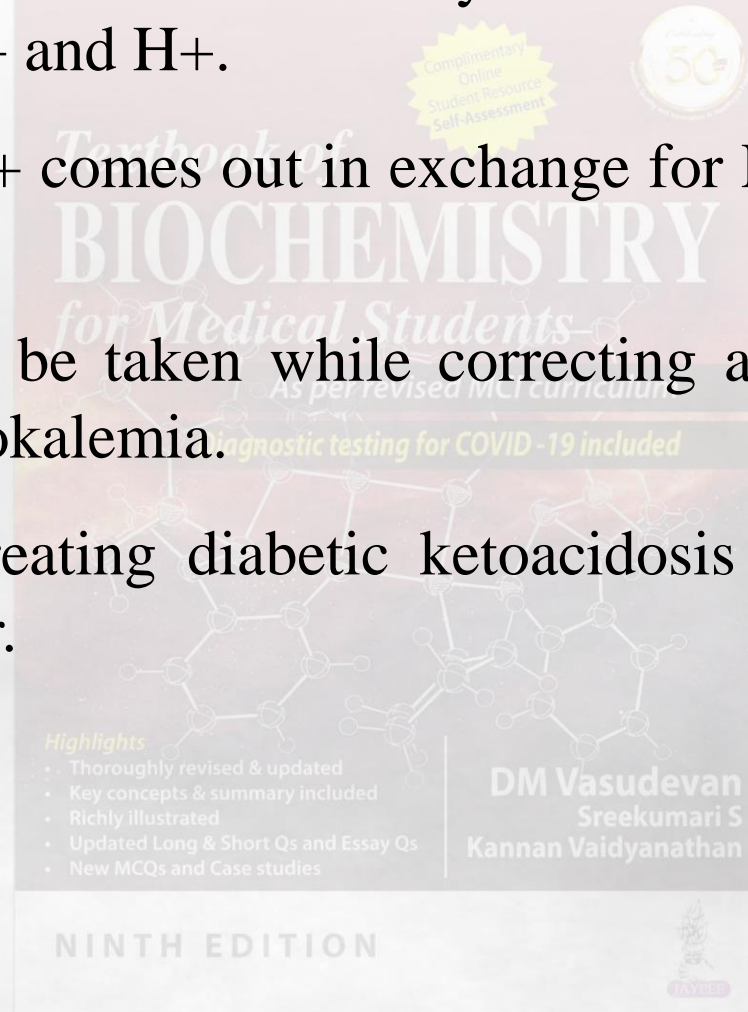 + and H+.
Complimentary
Online
Student Resource
Self-Assessment
50
Textbook of
+ comes out in exchange for
BIOCHEMISTRY
for Medical Students
be taken while correcting a
As per revised MCI curriculum
okalemia.
Diagnostic testing for COVID -19 included
reating diabetic ketoacidosis
r.
Highlights
• Thoroughly revised & updated
• Key concepts & summary included
• Richly illustrated
• Updated Long & Short Qs and Essay Qs
• New MCQs and Case studies
DM Vasudevan
Sreekumari S
Kannan Vaidyanathan
NINTH EDITION
JAYPEE